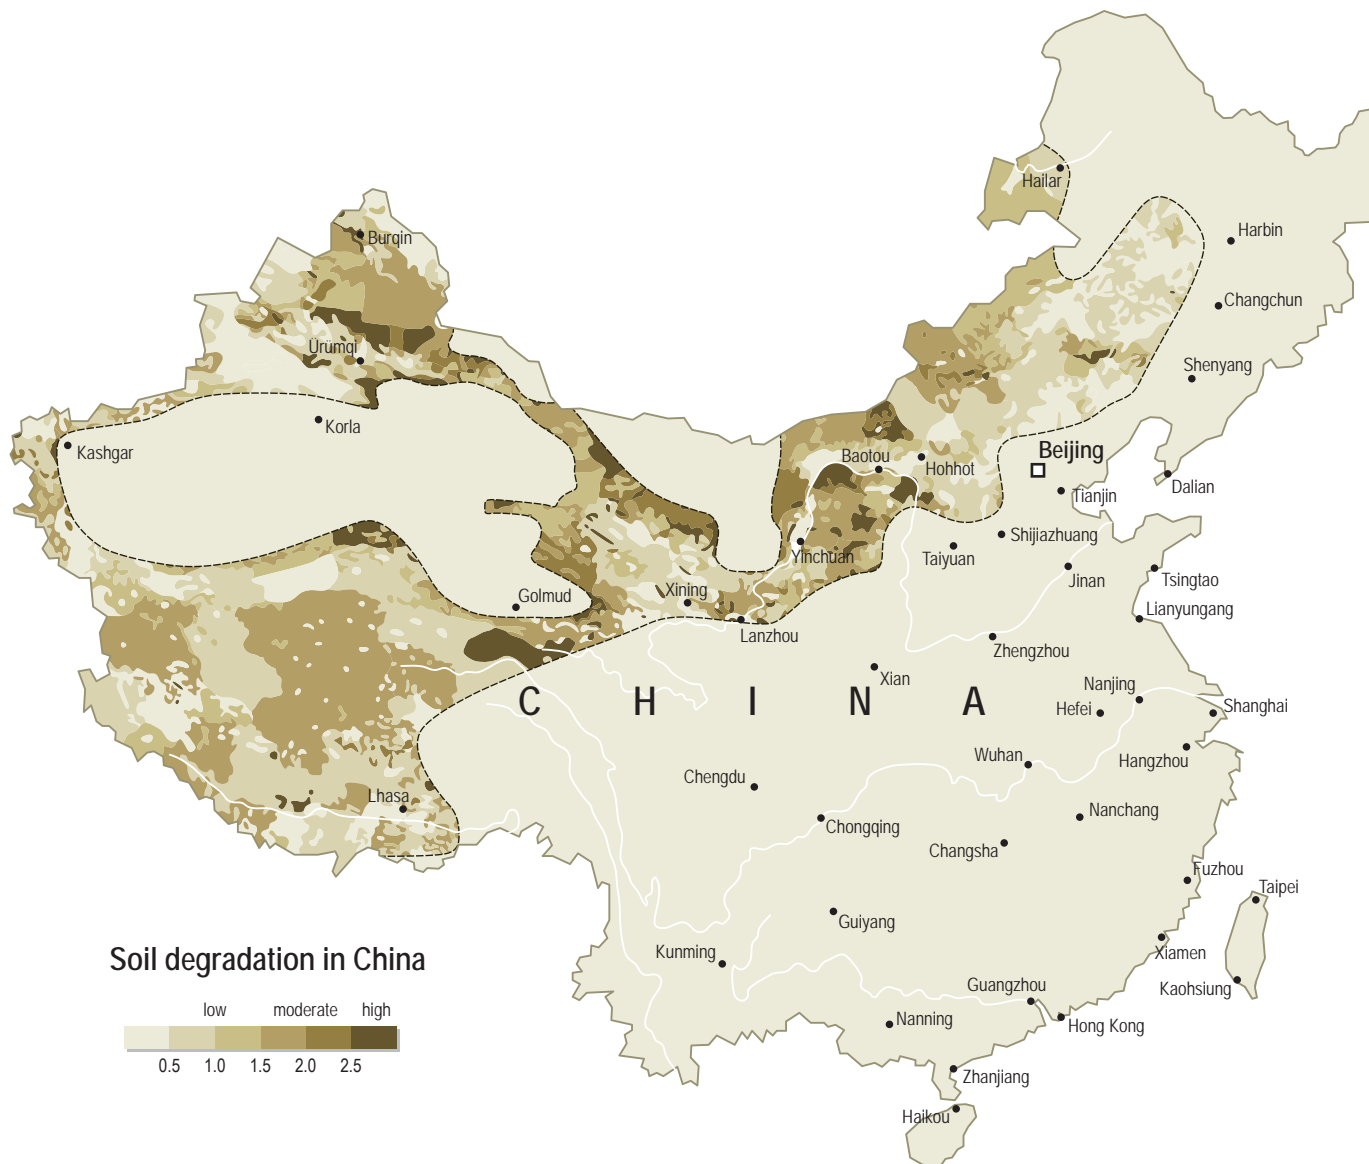 Hailar
Burqin
Harbin
Changchun
Ürümqi
Shenyang
Korla
Kashgar
Baotou
Hohhot
Beijing
Tianjin
Dalian
Yinchuan
Taiyuan
Shijiazhuang
Jinan
Tsingtao
Golmud
Xining
Lianyungang
Lanzhou
Zhengzhou
Xian
C H I N A
Nanjing
Hefei
Shanghai
Wuhan
Hangzhou
Chengdu
Lhasa
Nanchang
Chongqing
Changsha
Fuzhou
Taipei
Guiyang
Kunming
Xiamen
Soil degradation in China
Guangzhou
Kaohsiung
low moderate high
Nanning
Hong Kong
0.5 1.0 1.5 2.0 2.5
Zhanjiang
Haikou